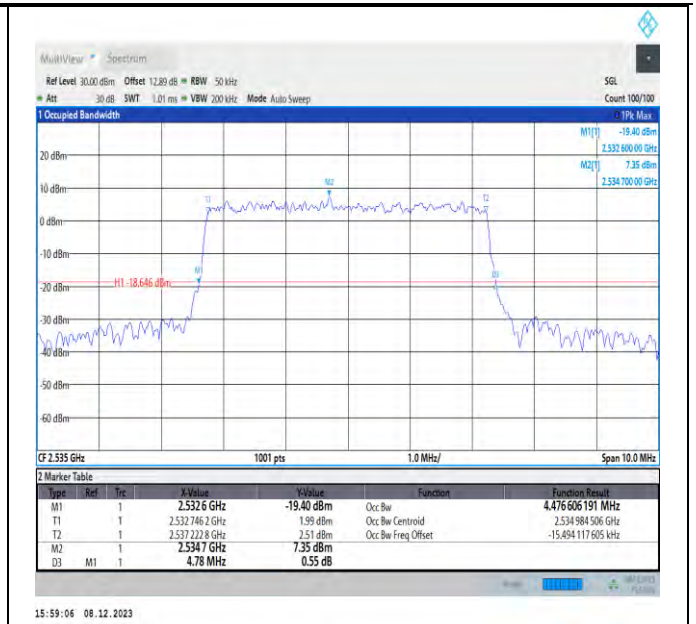 MultiView Spectrum
Ref Level 30.00 dBm Offset 12.89 dB RBW 50 kHz SGL
Att 30 dB SWT 1.01 ms VBW 200 kHz Mode Auto Sweep Count 100/100
1 Occupied Bandwidth 1Pk Max
M1[1] -19.40 dBm
2.532 600 00 GHz
M2[1] 7.35 dBm
2.534 700 00 GHz
20 dBm
10 dBm
M2
T1
T2
0 dBm
-10 dBm
M1
D3
H1 -18.646 dBm
-20 dBm
-30 dBm
-40 dBm
-50 dBm
-60 dBm
CF 2.535 GHz 1001 pts 1.0 MHz/ Span 10.0 MHz
2 Marker Table
Type Ref Trc X-Value Y-Value Function Function Result
M1 1 2.532 6 GHz -19.40 dBm Occ Bw 4.476 606 191 MHz
T1 1 2.532 746 2 GHz 1.99 dBm Occ Bw Centroid 2.534 984 506 GHz
T2 1 2.537 222 8 GHz 2.51 dBm Occ Bw Freq Offset -15.494 117 605 kHz
M2 1 2.534 7 GHz 7.35 dBm
D3 M1 1 4.78 MHz 0.55 dB
15:59:06 08.12.2023